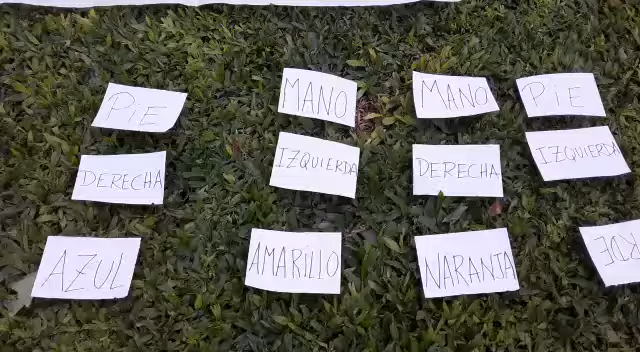 PIE MANO MANO PIE
DERECHA IZQUIERDA DERECHA IZQUIERDA
AZUL AMARILLO NARANJA